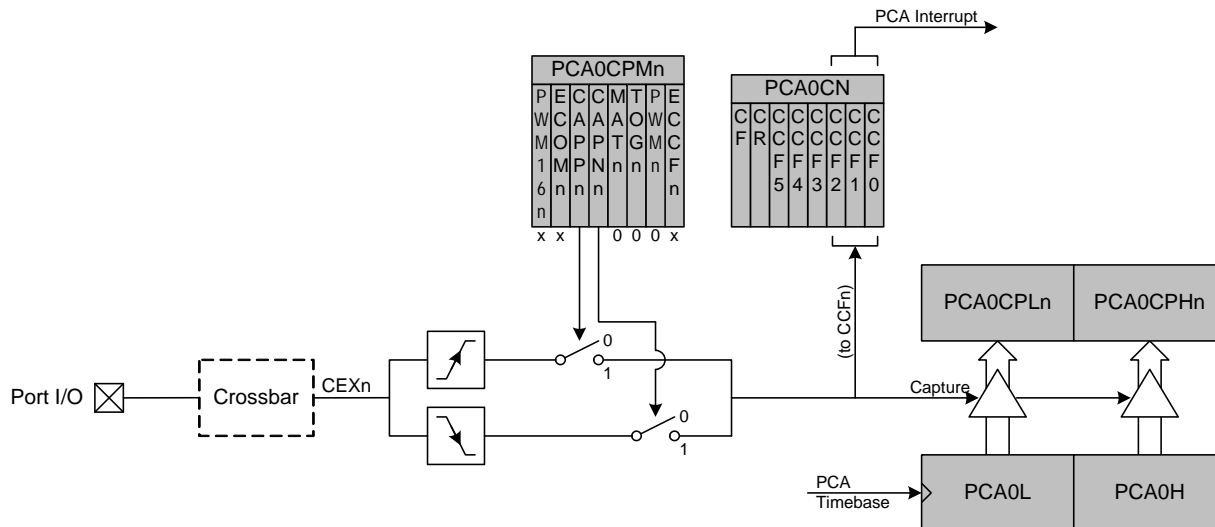 PCA Interrupt
PCA0CPMn
PWM16n
ECOMn
CAPPn
CAPNn
MATn
TOGn
PWMn
ECCFn
x x 0 0 0 x
PCA0CN
CF
CR
CCF5
CCF4
CCF3
CCF2
CCF1
CCF0
(to CCFn)
PCA0CPLn
PCA0CPHn
0
1
0
1
Port I/O
Crossbar
CEXn
Capture
PCA
Timebase
PCA0L
PCA0H